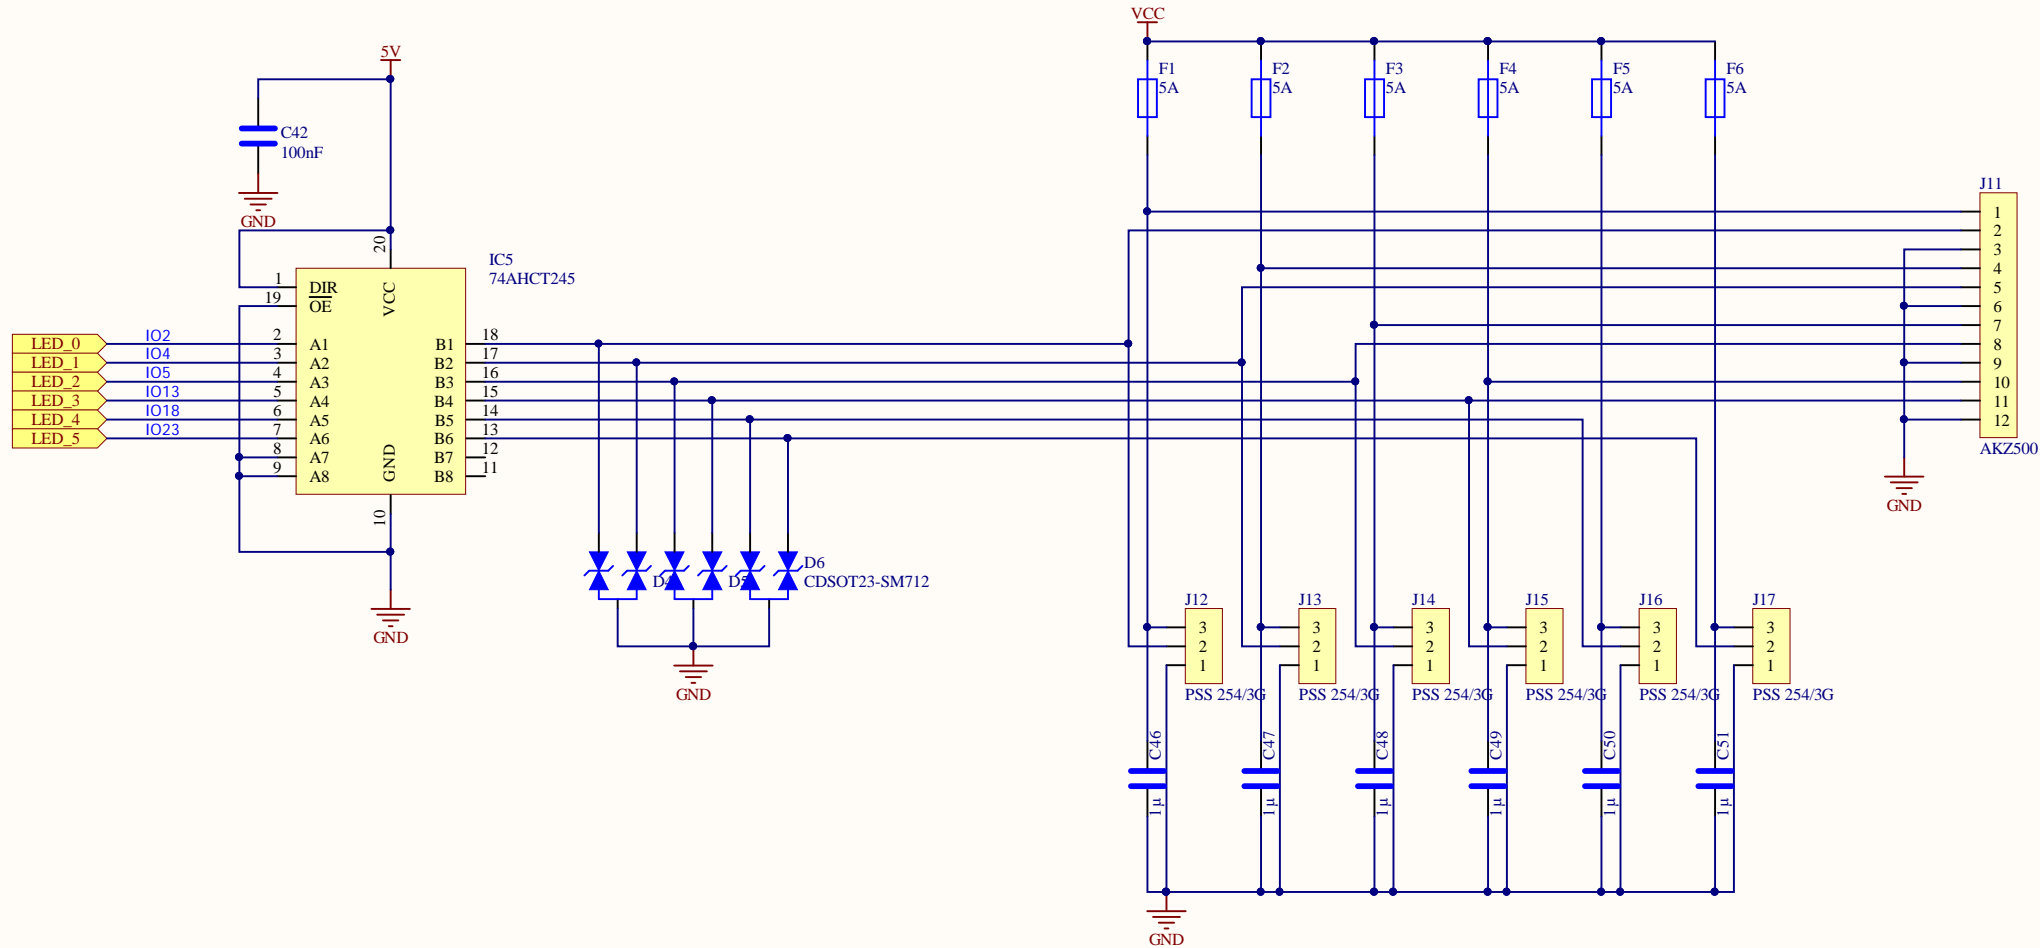 VCC
5V
F1
5A
F2
5A
F3
5A
F4
5A
F5
5A
F6
5A
C42
100nF
GND
J11
1
2
3
4
5
6
7
8
9
10
11
12
AKZ500
GND
20
IC5
74AHCT245
1
19
DIR
OE
VCC
LED_0
LED_1
LED_2
LED_3
LED_4
LED_5
IO2
IO4
IO5
IO13
IO18
IO23
2
3
4
5
6
7
8
9
A1
A2
A3
A4
A5
A6
A7
A8
GND
B1
B2
B3
B4
B5
B6
B7
B8
18
17
16
15
14
13
12
11
10
GND
D4
D5
D6
CDSOT23-SM712
GND
J12
3
2
1
PSS 254/3G
J13
3
2
1
PSS 254/3G
J14
3
2
1
PSS 254/3G
J15
3
2
1
PSS 254/3G
J16
3
2
1
PSS 254/3G
J17
3
2
1
PSS 254/3G
C46
1µ
C47
1µ
C48
1µ
C49
1µ
C50
1µ
C51
1µ
GND